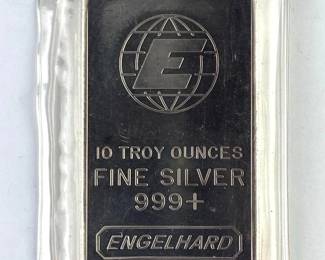 E
10 TROY OUNCES
FINE SILVER
999+
ENGELHARD